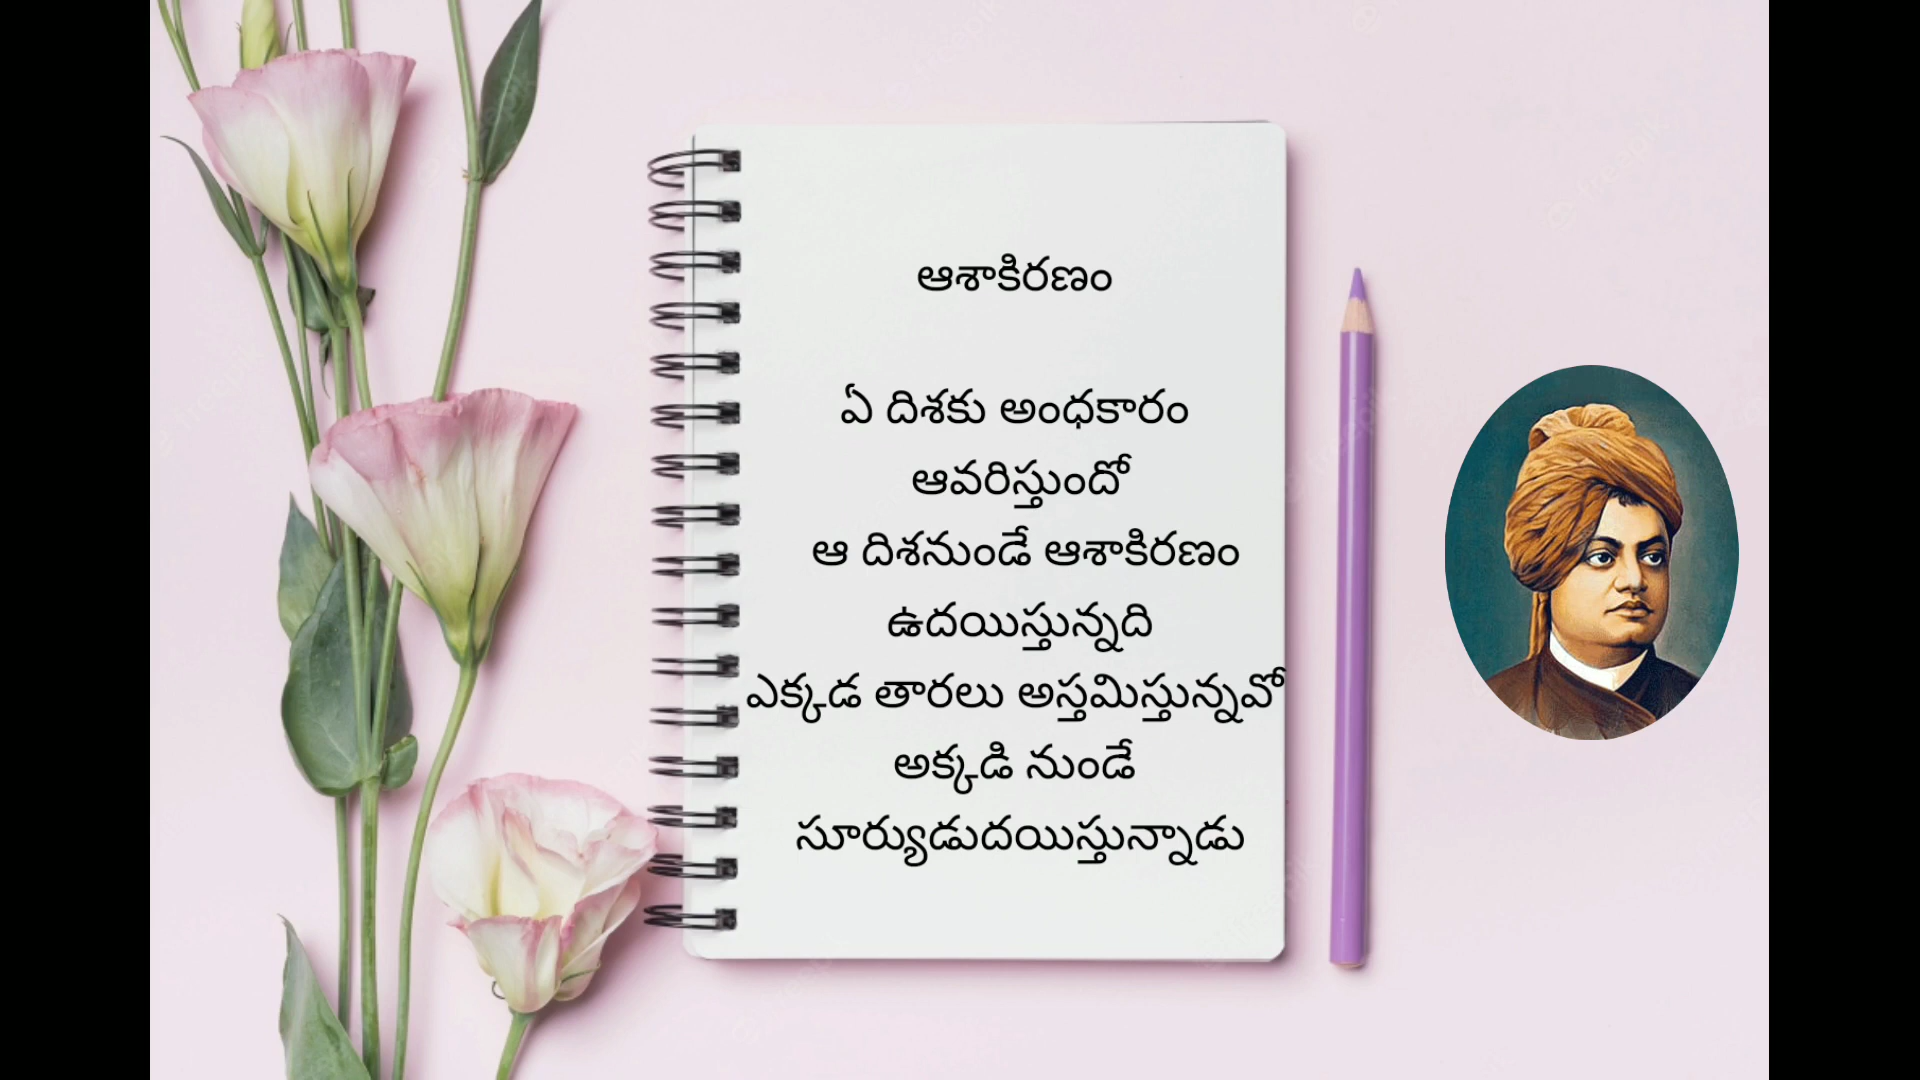 ఆశాకిరణం
ఏ దిశకు అంధకారం
ఆవరిస్తుందో
ఆ దిశనుండే ఆశాకిరణం
ఉదయిస్తున్నది
ఎక్కడ తారలు అస్తమిస్తున్నవో
అక్కడి నుండే
సూర్యుడుదయిస్తున్నాడు